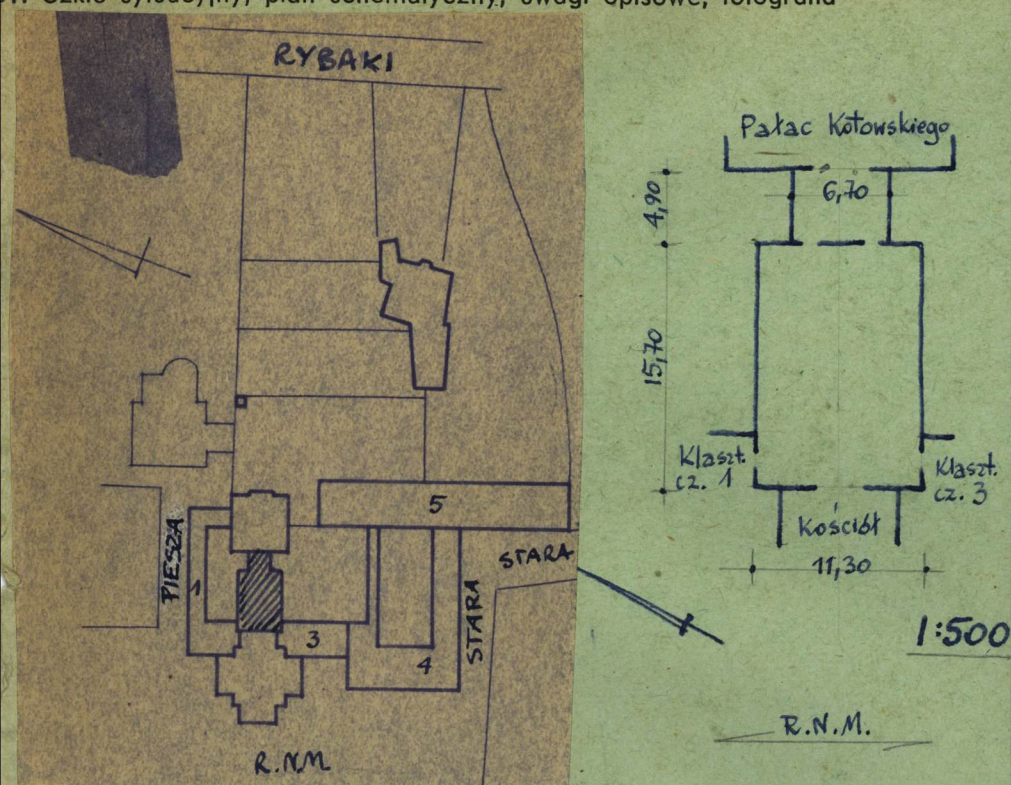 RYBAKI
PIESZA
1
3
4
5
STARA
STARA
R.N.M
Pałac Kotowskiego
6,70
4,90
15,70
Klaszt.
cz. 1
Klaszt.
cz. 3
Kościół
11,30
1:500
R.N.M.